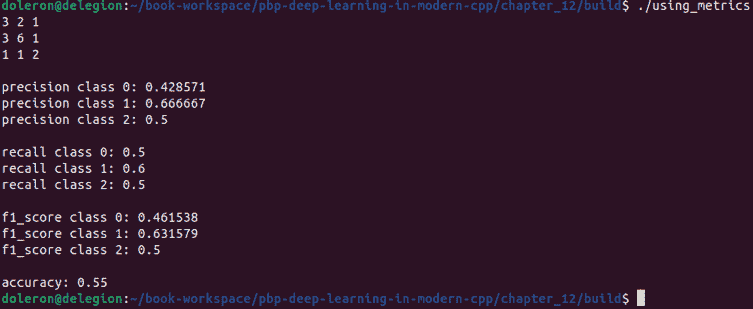 doleron@delegion:~/book-workspace/pbp-deep-learning-in-modern-cpp/chapter_12/build$ ./using_metrics
3 2 1
3 6 1
1 1 2
precision class 0: 0.428571
precision class 1: 0.666667
precision class 2: 0.5
recall class 0: 0.5
recall class 1: 0.6
recall class 2: 0.5
f1_score class 0: 0.461538
f1_score class 1: 0.631579
f1_score class 2: 0.5
accuracy: 0.55
doleron@delegion:~/book-workspace/pbp-deep-learning-in-modern-cpp/chapter_12/build$